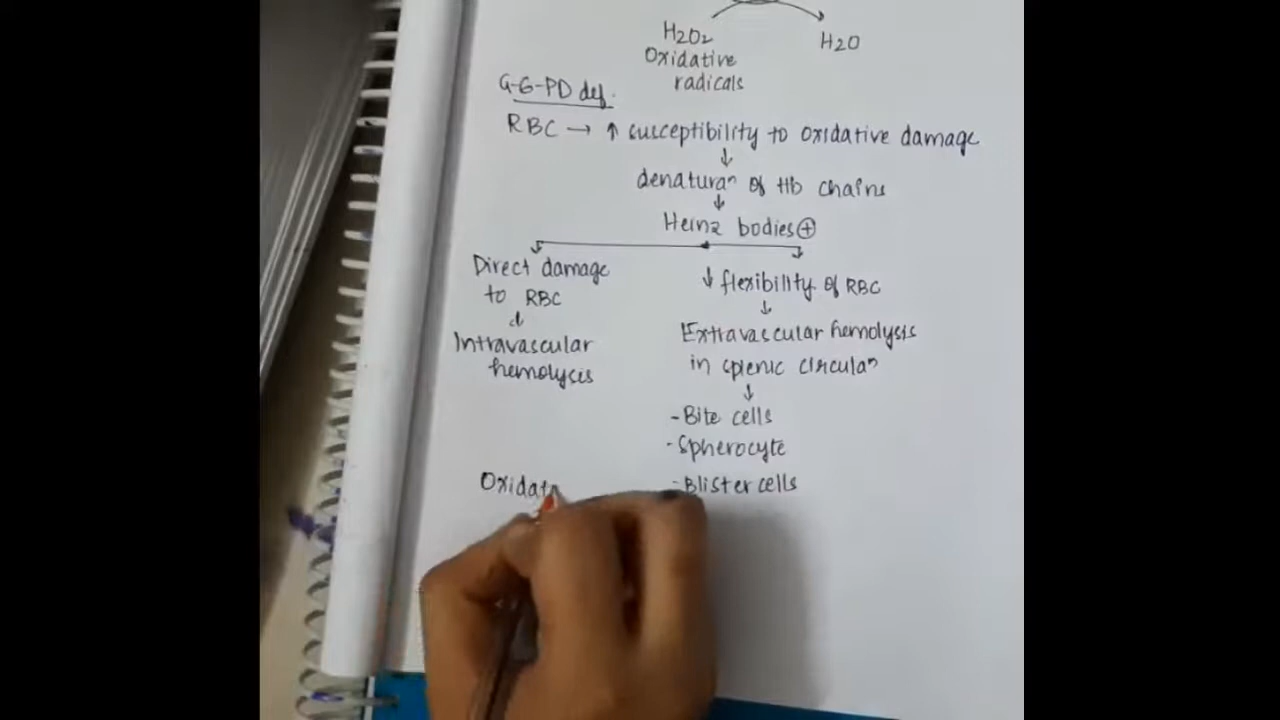 H2O2
H2O
Oxidative
radicals
G-6-PD def.
RBC → ↑ susceptibility to oxidative damage
↓
denaturaⁿ of Hb chains
↓
Heinz bodies ⊕
Direct damage
to RBC
↓
Intravascular
hemolysis
↓ flexibility of RBC
↓
Extravascular hemolysis
in splenic circulaⁿ
↓
- Bite cells
- Spherocyte
- Blister cells
Oxidat